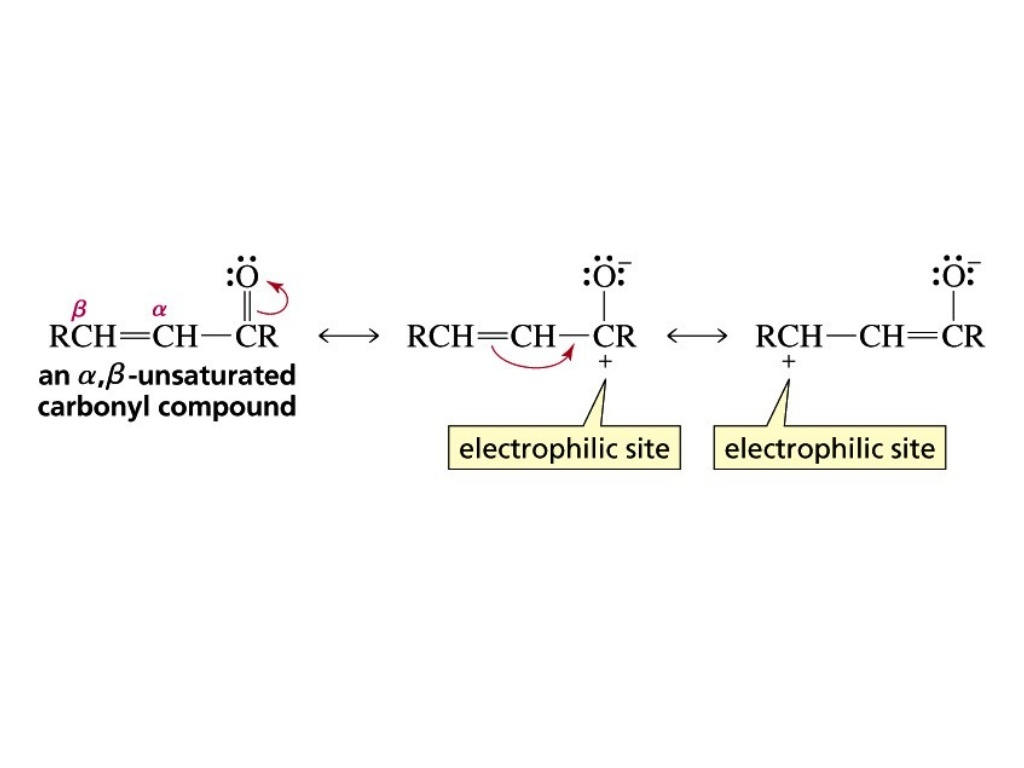 :Ö :Ö:⁻ :Ö:⁻
β α
RCH=CH—CR ↔ RCH=CH—CR ↔ RCH—CH=CR
+ +
an α,β-unsaturated
carbonyl compound
electrophilic site electrophilic site